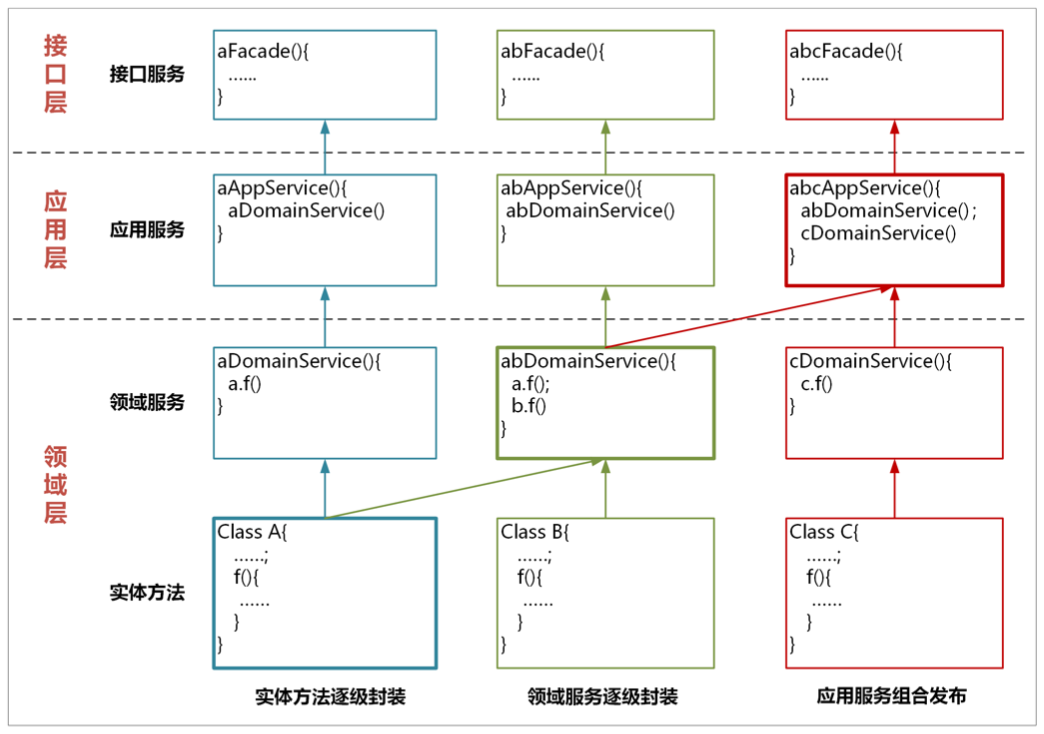 接口层
接口服务
aFacade(){
......
}
abFacade(){
......
}
abcFacade(){
......
}
应用层
应用服务
aAppService(){
aDomainService()
}
abAppService(){
abDomainService()
}
abcAppService(){
abDomainService();
cDomainService()
}
领域层
领域服务
aDomainService(){
a.f()
}
abDomainService(){
a.f();
b.f()
}
cDomainService(){
c.f()
}
实体方法
Class A{
......;
f(){
......
}
}
Class B{
......;
f(){
......
}
}
Class C{
......;
f(){
......
}
}
实体方法逐级封装
领域服务逐级封装
应用服务组合发布